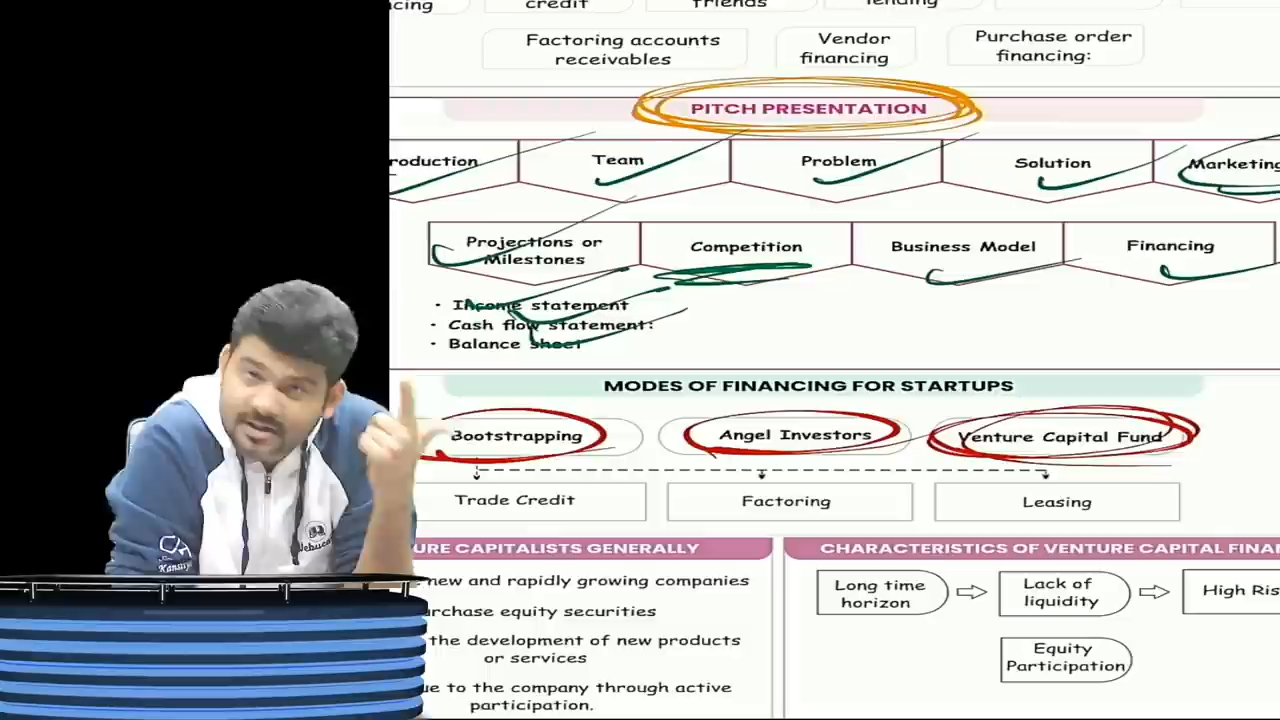 credit
friends
lending
Factoring accounts
receivables
Vendor
financing
Purchase order
financing:
PITCH PRESENTATION
roduction
Team
Problem
Solution
Marketing
Projections or
Milestones
Competition
Business Model
Financing
• Income statement
• Cash flow statement:
• Balance sheet
MODES OF FINANCING FOR STARTUPS
Bootstrapping
Angel Investors
Venture Capital Fund
Trade Credit
Factoring
Leasing
URE CAPITALISTS GENERALLY
new and rapidly growing companies
urchase equity securities
the development of new products
or services
ue to the company through active
participation.
CHARACTERISTICS OF VENTURE CAPITAL FINAN
Long time
horizon
Lack of
liquidity
High Ris
Equity
Participation